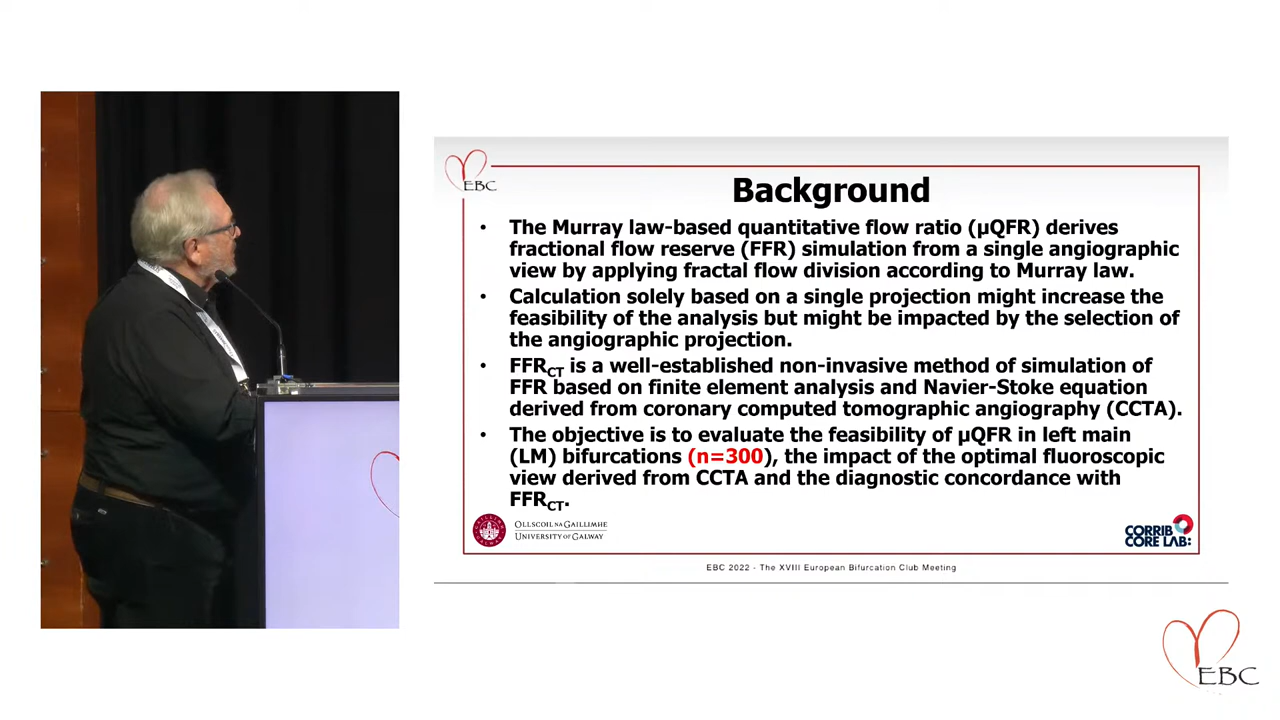 EBC
Background
• The Murray law-based quantitative flow ratio (µQFR) derives
fractional flow reserve (FFR) simulation from a single angiographic
view by applying fractal flow division according to Murray law.
• Calculation solely based on a single projection might increase the
feasibility of the analysis but might be impacted by the selection of
the angiographic projection.
• FFRCT is a well-established non-invasive method of simulation of
FFR based on finite element analysis and Navier-Stoke equation
derived from coronary computed tomographic angiography (CCTA).
• The objective is to evaluate the feasibility of µQFR in left main
(LM) bifurcations (n=300), the impact of the optimal fluoroscopic
view derived from CCTA and the diagnostic concordance with
FFRCT.
OLLSCOIL NA GAILLIMHE
UNIVERSITY OF GALWAY
CORRIB
CORE LAB:
EBC 2022 - The XVIII European Bifurcation Club Meeting
EBC